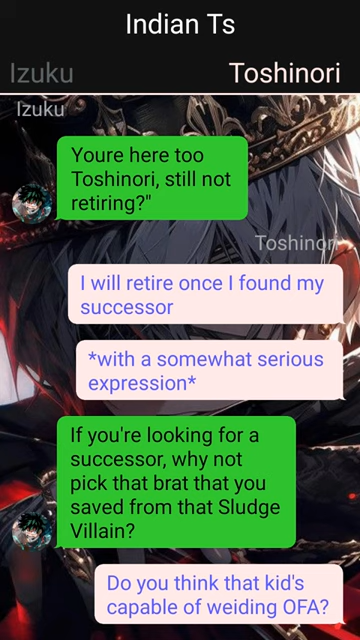 Indian Ts
Izuku Toshinori
Izuku
Youre here too
Toshinori, still not
retiring?"
Toshinori
I will retire once I found my
successor
*with a somewhat serious
expression*
If you're looking for a
successor, why not
pick that brat that you
saved from that Sludge
Villain?
Do you think that kid's
capable of weiding OFA?